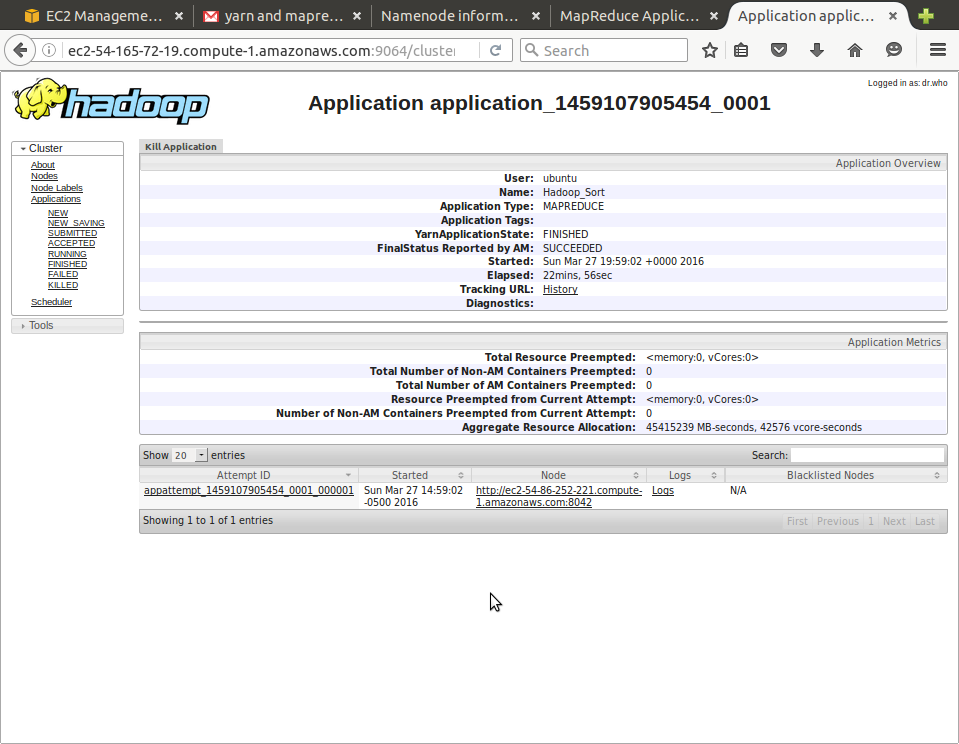 EC2 Manageme... × yarn and mapre... × Namenode inform... × MapReduce Applic... × Application applic... ×
ec2-54-165-72-19.compute-1.amazonaws.com:9064/cluster Search
Logged in as: dr.who
hadoop
Application application_1459107905454_0001
Cluster
About
Nodes
Node Labels
Applications
NEW
NEW_SAVING
SUBMITTED
ACCEPTED
RUNNING
FINISHED
FAILED
KILLED
Scheduler
Tools
Kill Application
Application Overview
User: ubuntu
Name: Hadoop_Sort
Application Type: MAPREDUCE
Application Tags:
YarnApplicationState: FINISHED
FinalStatus Reported by AM: SUCCEEDED
Started: Sun Mar 27 19:59:02 +0000 2016
Elapsed: 22mins, 56sec
Tracking URL: History
Diagnostics:
Application Metrics
Total Resource Preempted: <memory:0, vCores:0>
Total Number of Non-AM Containers Preempted: 0
Total Number of AM Containers Preempted: 0
Resource Preempted from Current Attempt: <memory:0, vCores:0>
Number of Non-AM Containers Preempted from Current Attempt: 0
Aggregate Resource Allocation: 45415239 MB-seconds, 42576 vcore-seconds
Show 20 entries Search:
Attempt ID Started Node Logs Blacklisted Nodes
appattempt_1459107905454_0001_000001 Sun Mar 27 14:59:02 http://ec2-54-86-252-221.compute- Logs N/A
-0500 2016 1.amazonaws.com:8042
Showing 1 to 1 of 1 entries First Previous 1 Next Last